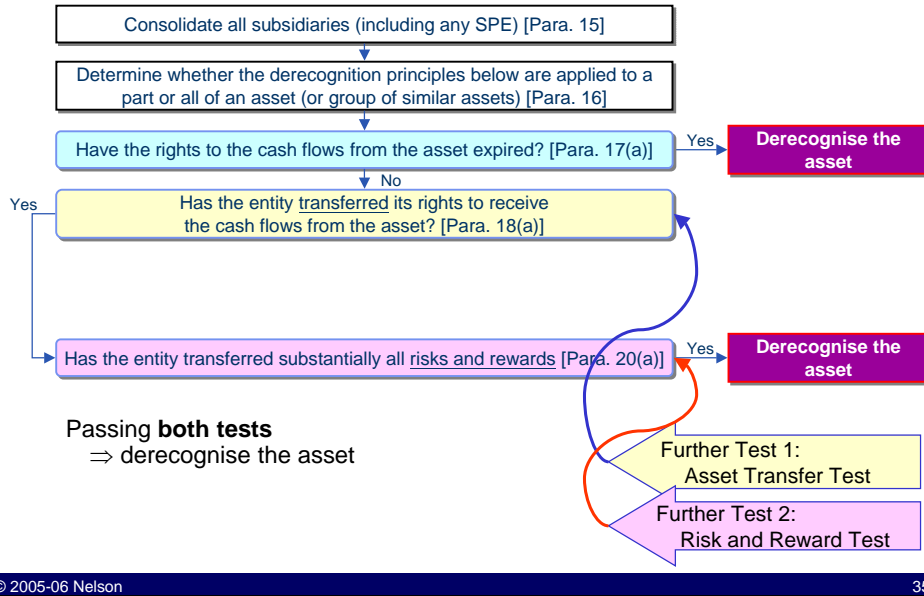 Consolidate all subsidiaries (including any SPE) [Para. 15]
Determine whether the derecognition principles below are applied to a
part or all of an asset (or group of similar assets) [Para. 16]
Have the rights to the cash flows from the asset expired? [Para. 17(a)]
Yes
Derecognise the
asset
No
Yes
Has the entity transferred its rights to receive
the cash flows from the asset? [Para. 18(a)]
Has the entity transferred substantially all risks and rewards [Para. 20(a)]
Yes
Derecognise the
asset
Passing both tests
⇒ derecognise the asset
Further Test 1:
Asset Transfer Test
Further Test 2:
Risk and Reward Test
© 2005-06 Nelson
35